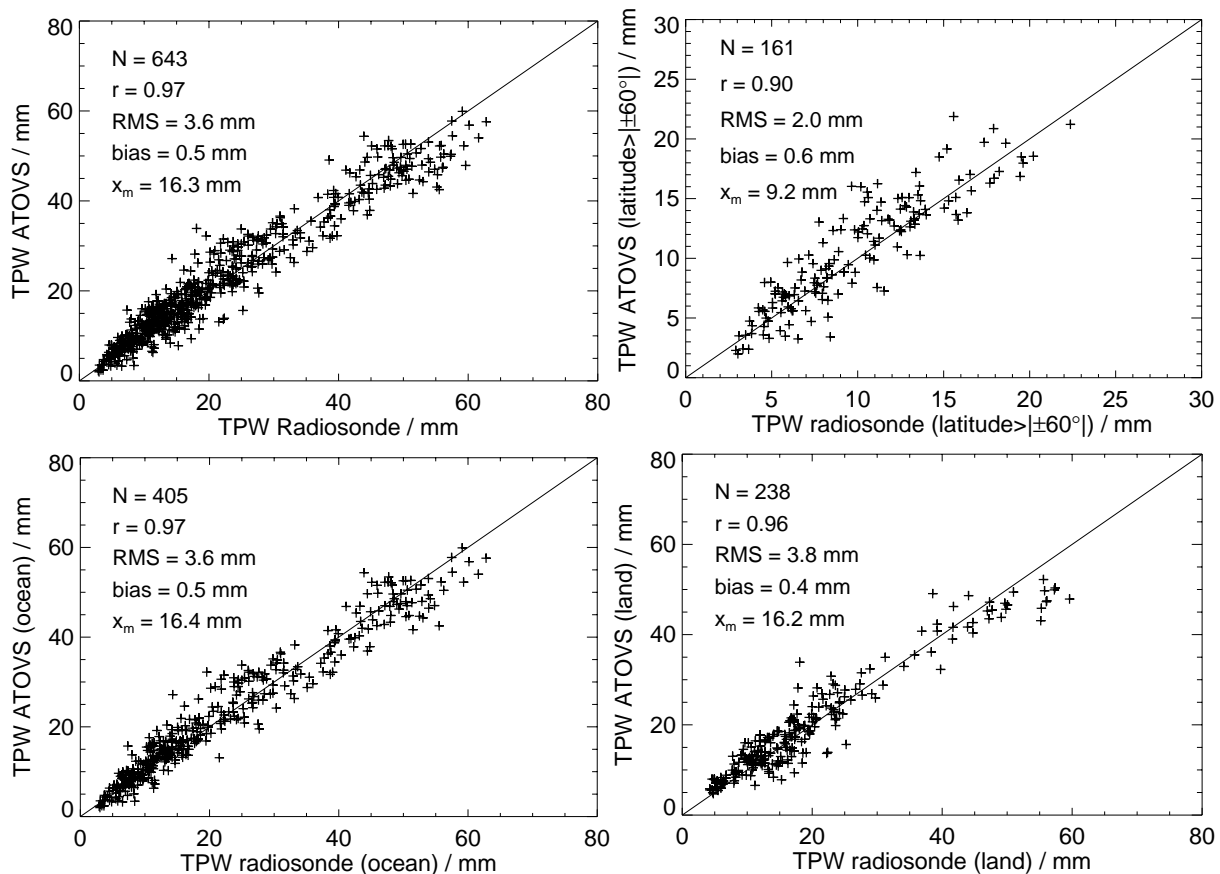 80
60
40
20
0
TPW ATOVS / mm
N = 643
r = 0.97
RMS = 3.6 mm
bias = 0.5 mm
xm = 16.3 mm
0 20 40 60 80
TPW Radiosonde / mm
30
25
20
15
10
5
0
TPW ATOVS (latitude>|±60°|) / mm
N = 161
r = 0.90
RMS = 2.0 mm
bias = 0.6 mm
xm = 9.2 mm
0 5 10 15 20 25 30
TPW radiosonde (latitude>|±60°|) / mm
80
60
40
20
0
TPW ATOVS (ocean) / mm
N = 405
r = 0.97
RMS = 3.6 mm
bias = 0.5 mm
xm = 16.4 mm
0 20 40 60 80
TPW radiosonde (ocean) / mm
80
60
40
20
0
TPW ATOVS (land) / mm
N = 238
r = 0.96
RMS = 3.8 mm
bias = 0.4 mm
xm = 16.2 mm
0 20 40 60 80
TPW radiosonde (land) / mm